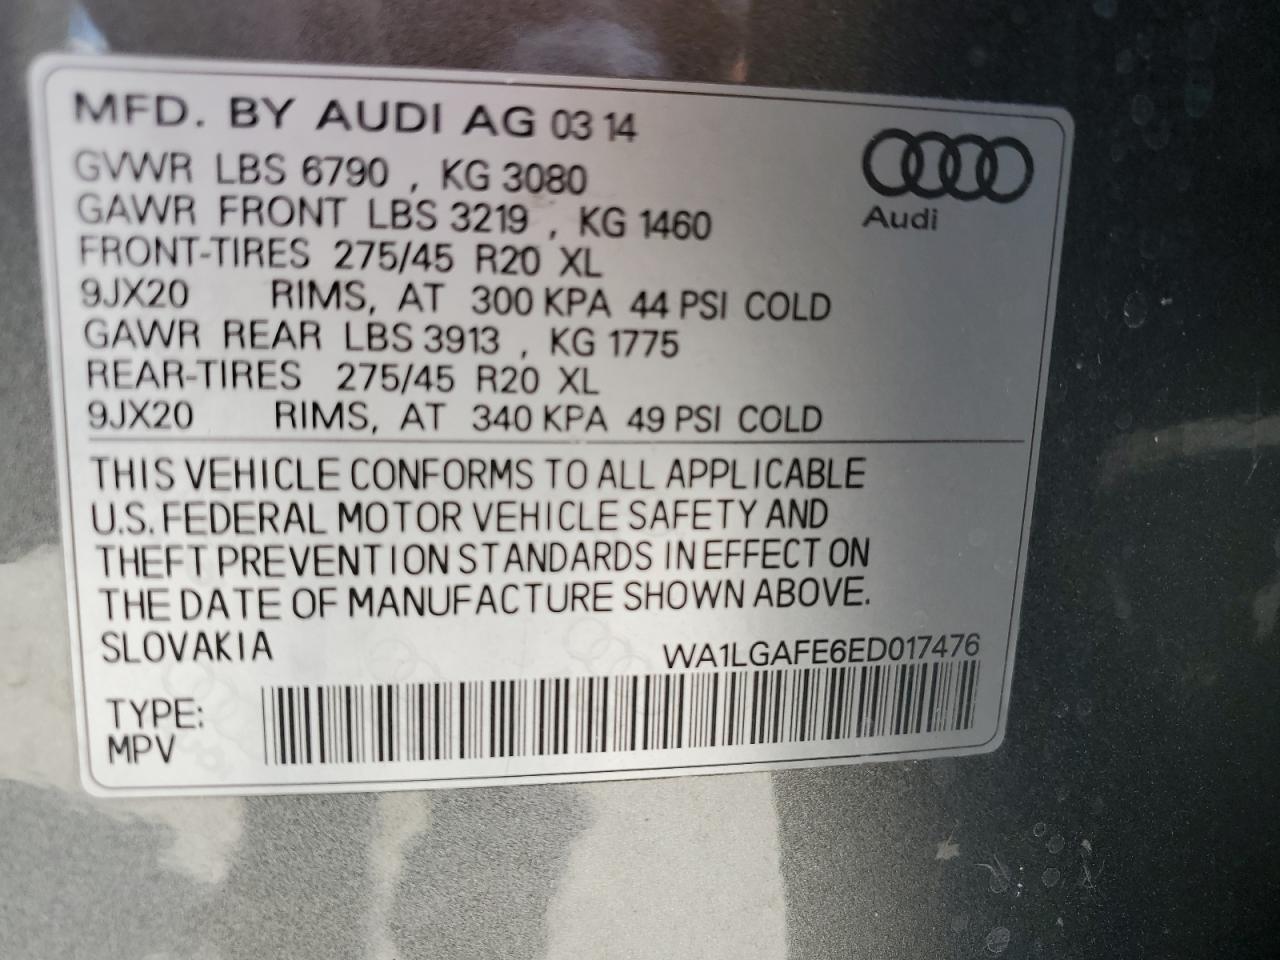 MFD. BY AUDI AG 03 14
GVWR LBS 6790 , KG 3080
GAWR FRONT LBS 3219 , KG 1460
Audi
FRONT-TIRES 275/45 R20 XL
9JX20 RIMS, AT 300 KPA 44 PSI COLD
GAWR REAR LBS 3913 , KG 1775
REAR-TIRES 275/45 R20 XL
9JX20 RIMS, AT 340 KPA 49 PSI COLD
THIS VEHICLE CONFORMS TO ALL APPLICABLE
U.S. FEDERAL MOTOR VEHICLE SAFETY AND
THEFT PREVENTION STANDARDS IN EFFECT ON
THE DATE OF MANUFACTURE SHOWN ABOVE.
SLOVAKIA WA1LGAFE6ED017476
TYPE:
MPV